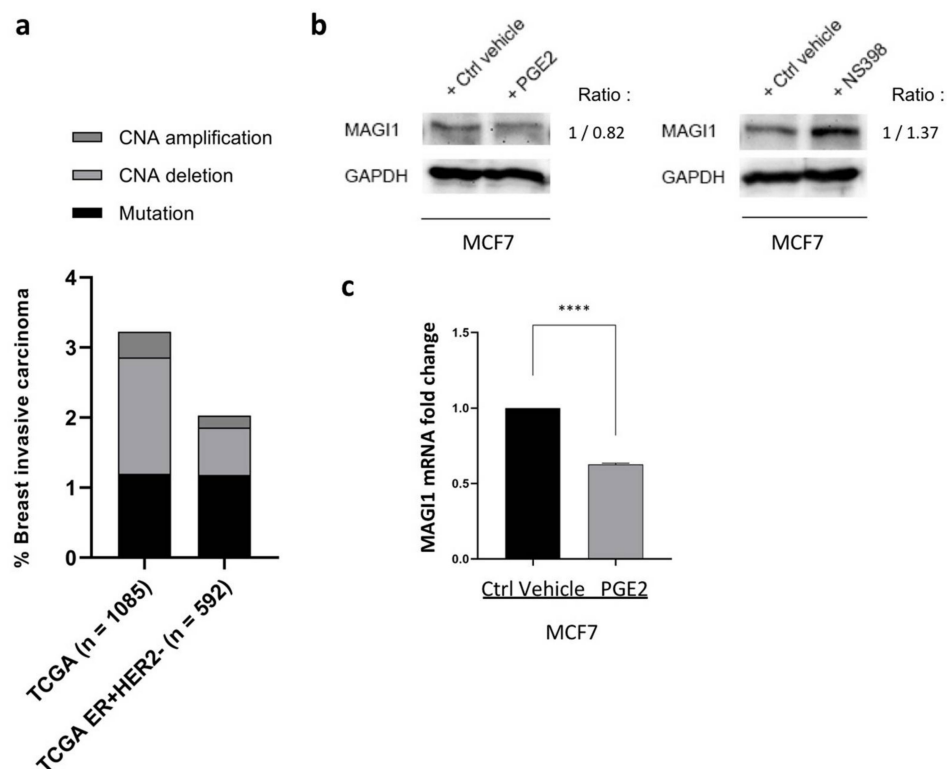 a
CNA amplification
CNA deletion
Mutation
% Breast invasive carcinoma
4
3
2
1
0
TCGA (n = 1085)
TCGA ER+HER2- (n = 592)
b
+ Ctrl vehicle
+ PGE2
Ratio :
MAGI1
1 / 0.82
GAPDH
MCF7
+ Ctrl vehicle
+ NS398
Ratio :
MAGI1
1 / 1.37
GAPDH
MCF7
c
****
MAGI1 mRNA fold change
1.5
1.0
0.5
0.0
Ctrl Vehicle PGE2
MCF7